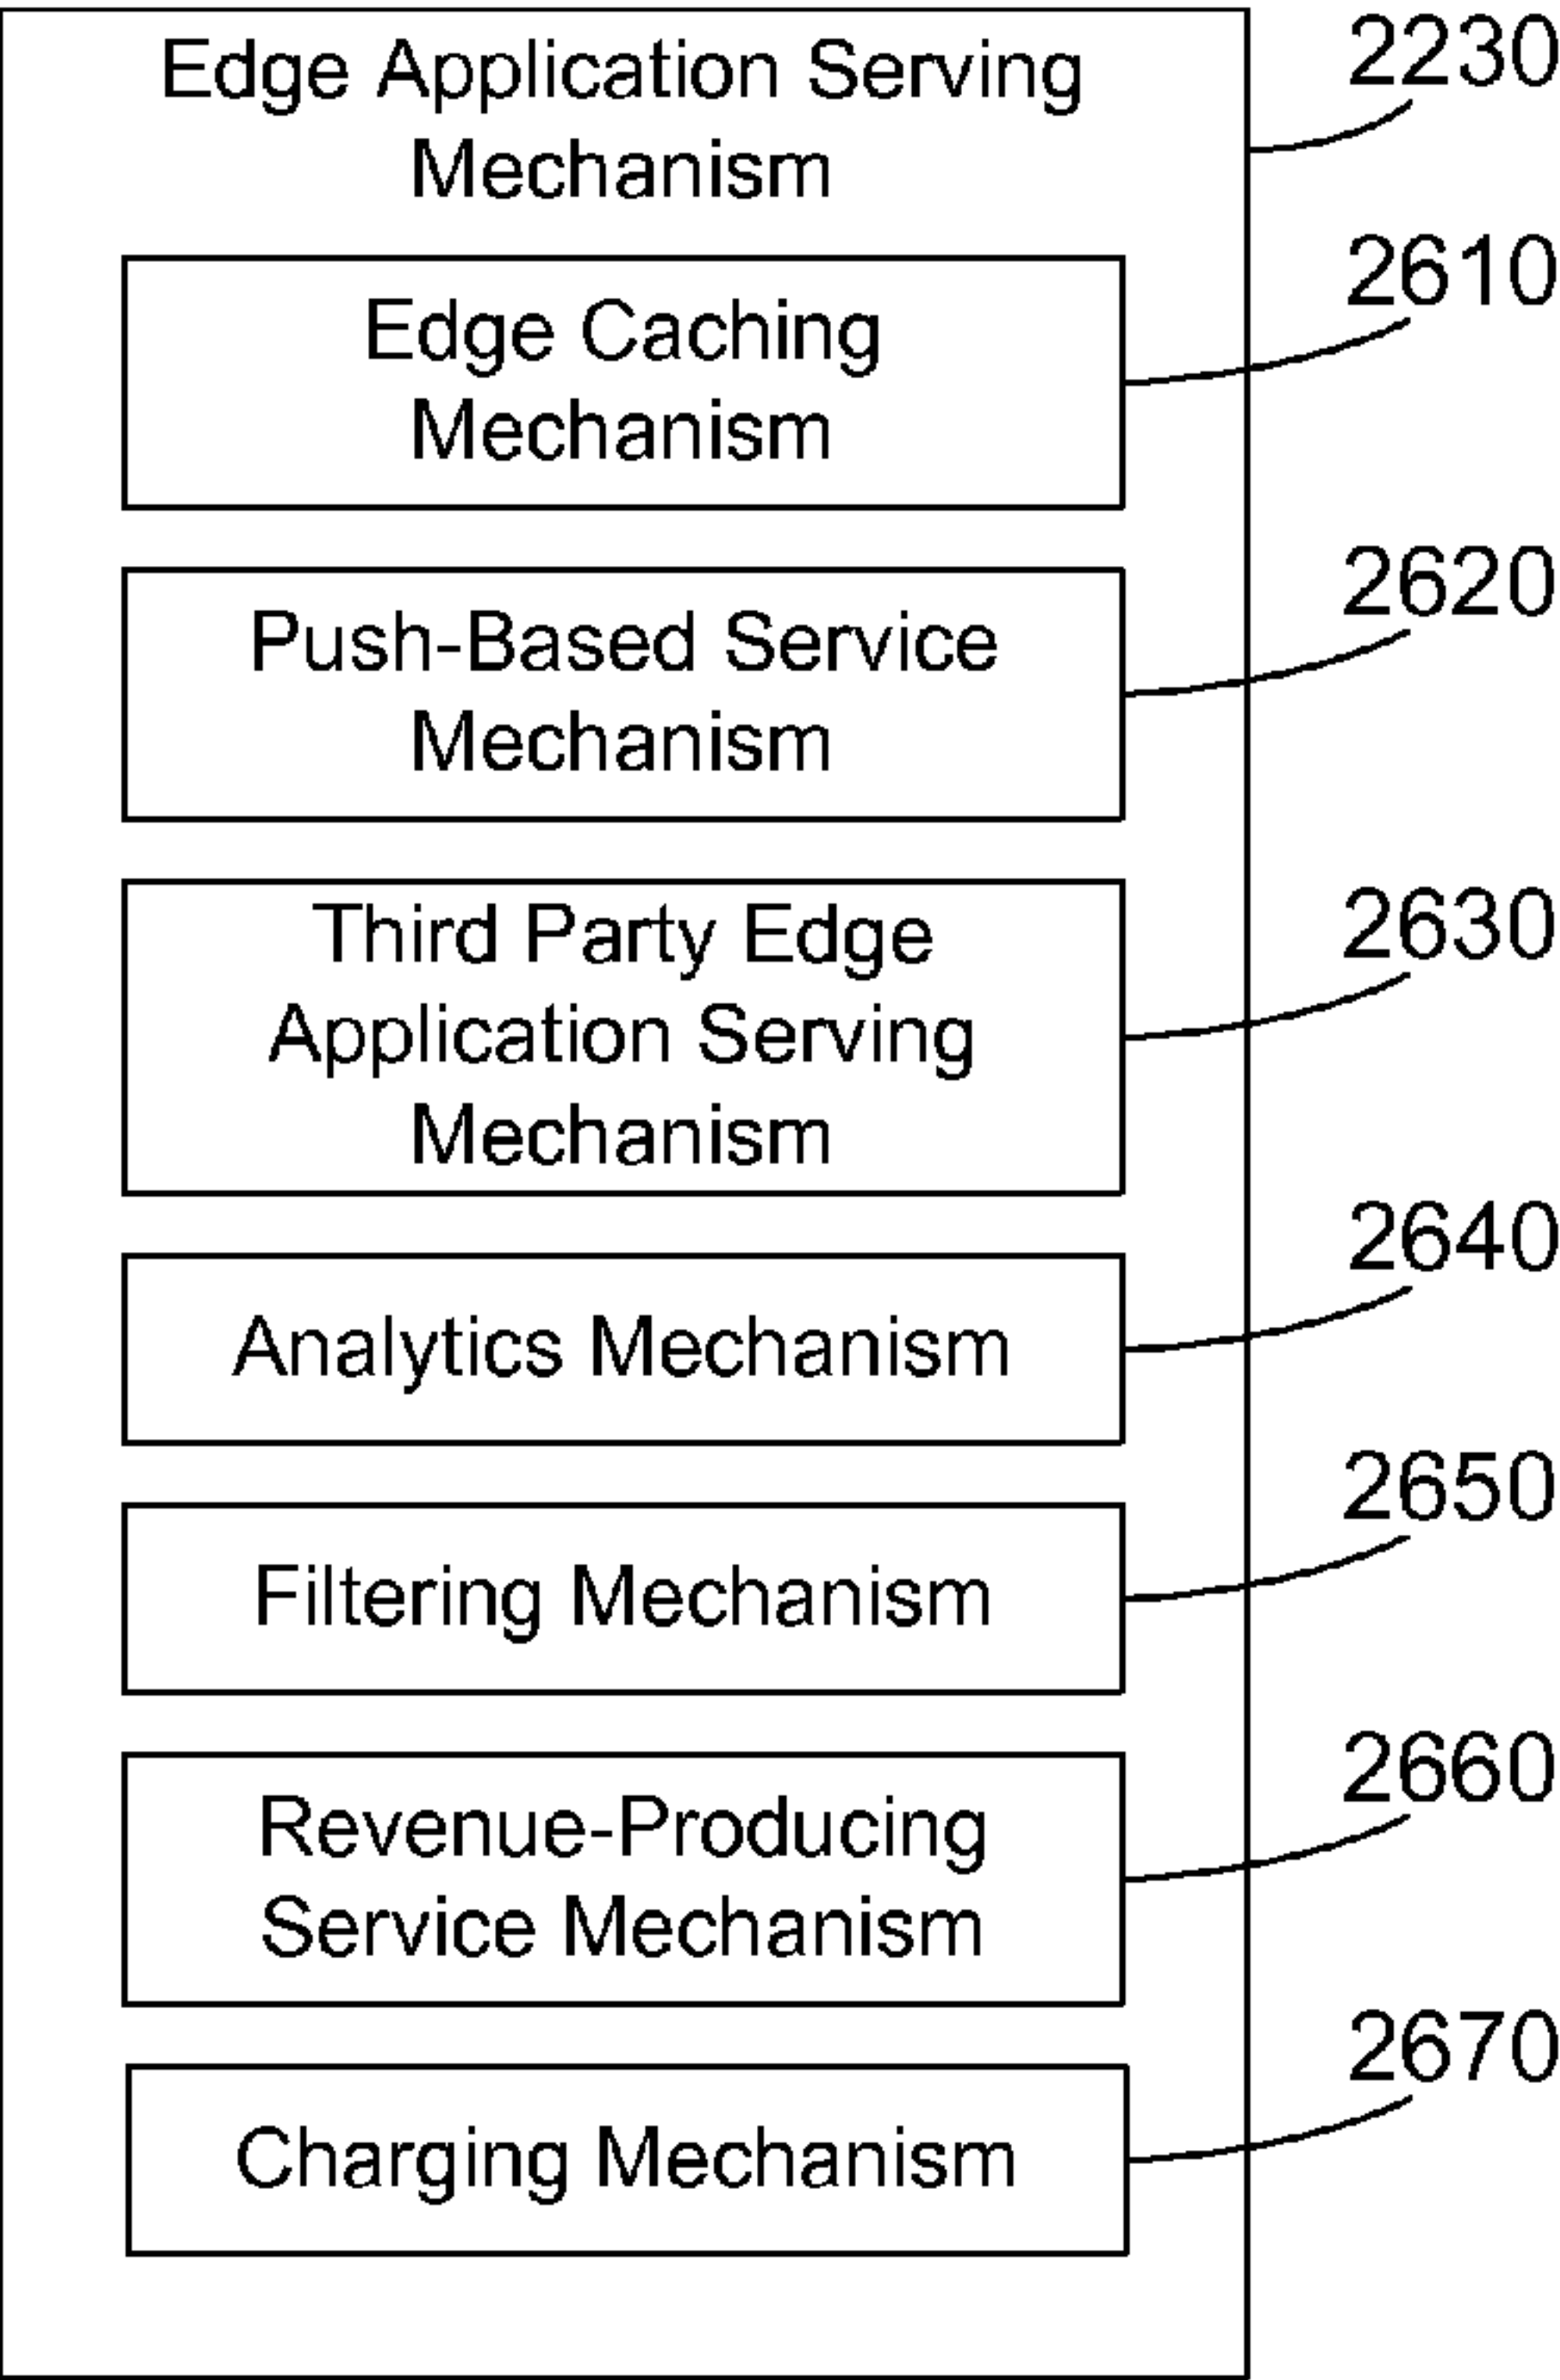 Edge Application Serving
Mechanism
2230
Edge Caching
Mechanism
2610
Push-Based Service
Mechanism
2620
Third Party Edge
Application Serving
Mechanism
2630
Analytics Mechanism
2640
Filtering Mechanism
2650
Revenue-Producing
Service Mechanism
2660
Charging Mechanism
2670